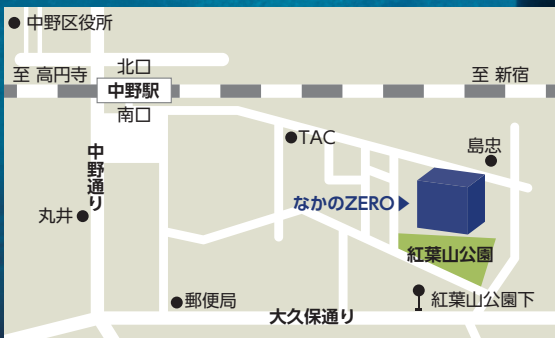 中野区役所
至 高円寺
北口
中野駅
南口
至 新宿
TAC
島忠
中野通り
なかのZERO
丸井
紅葉山公園
郵便局
大久保通り
紅葉山公園下